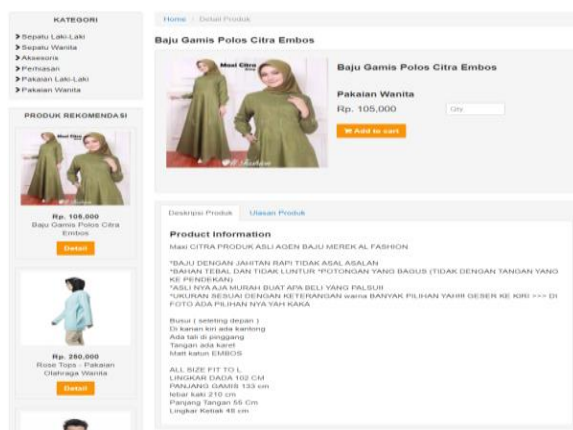 KATEGORI
Sepatu Laki-Laki
Sepatu Wanita
Aksesoris
Perhiasan
Pakaian Laki-Laki
Pakaian Wanita
PRODUK REKOMENDASI
Maxi Citra
Rp. 105,000
Baju Gamis Polos Citra
Embos
Detail
Rp. 250,000
Rose Tops - Pakaian
Olahraga Wanita
Detail
Home / Detail Produk
Baju Gamis Polos Citra Embos
Maxi Citra
Fashion
Baju Gamis Polos Citra Embos
Pakaian Wanita
Rp. 105,000
Qty
Add to cart
Deskripsi Produk
Ulasan Produk
Product Information
Maxi CITRA PRODUK ASLI AGEN BAJU MEREK AL FASHION
*BAJU DENGAN JAHITAN RAPI TIDAK ASAL ASALAN
*BAHAN TEBAL DAN TIDAK LUNTUR *POTONGAN YANG BAGUS (TIDAK DENGAN TANGAN YANG
KE PENDEKAN)
*ASLI NYA AJA MURAH BUAT APA BELI YANG PALSU!!
*UKURAN SESUAI DENGAN KETERANGAN warna BANYAK PILIHAN YAH!!! GESER KE KIRI >>> DI
FOTO ADA PILIHAN NYA YAH KAKA
Busui ( seleting depan )
Di kanan kiri ada kantong
Ada tali di pinggang
Tangan ada karet
Matt katun EMBOS
ALL SIZE FIT TO L
LINGKAR DADA 102 CM
PANJANG GAMIS 133 cm
lebar kaki 210 cm
Panjang Tangan 55 Cm
Lingkar Ketiak 48 cm